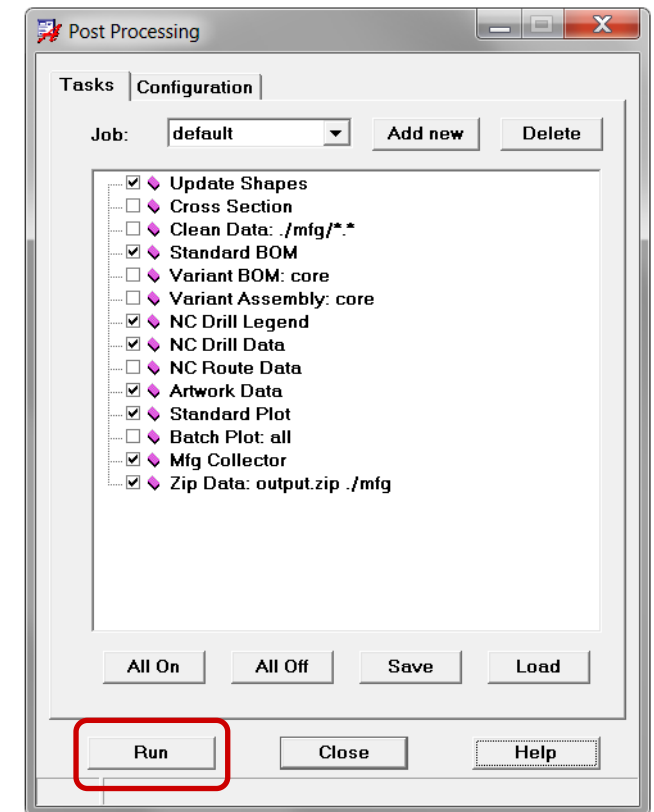 Post Processing
Tasks Configuration
Job: default Add new Delete
Update Shapes
Cross Section
Clean Data: ./mfg/*.*
Standard BOM
Variant BOM: core
Variant Assembly: core
NC Drill Legend
NC Drill Data
NC Route Data
Artwork Data
Standard Plot
Batch Plot: all
Mfg Collector
Zip Data: output.zip ./mfg
All On All Off Save Load
Run Close Help